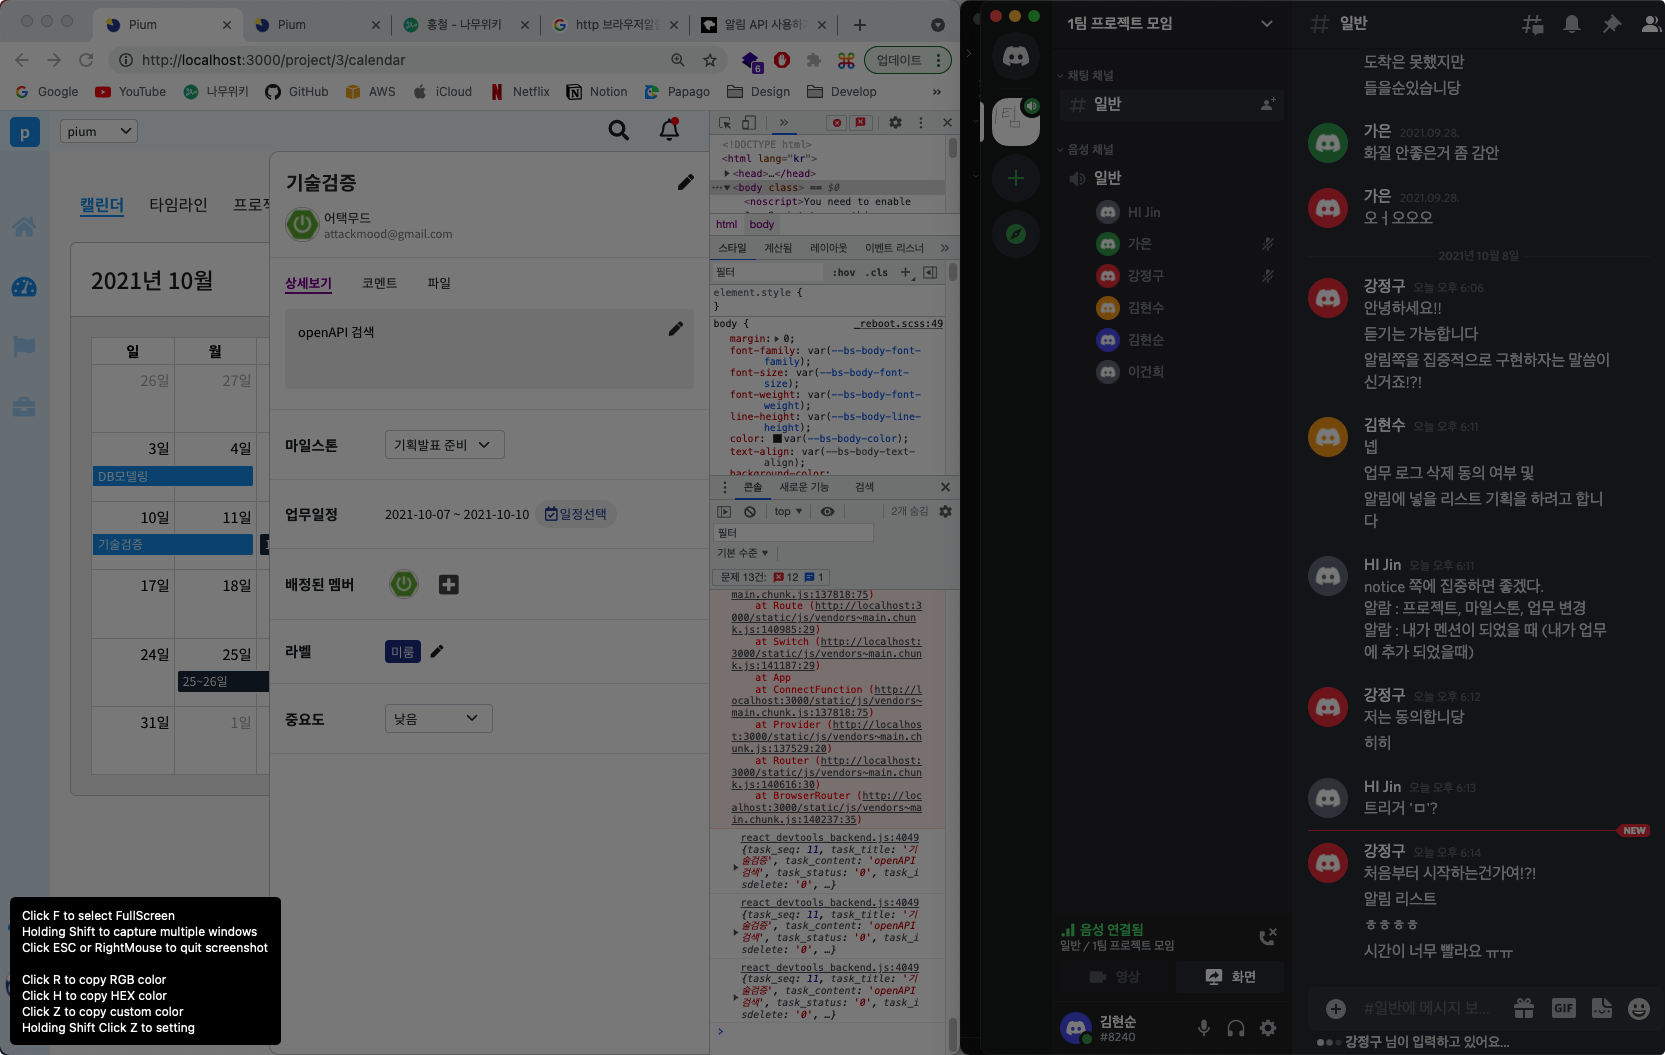 Pium
Pium
홍철 - 나무위키
http 브라우저알림
알림 API 사용하기
http://localhost:3000/project/3/calendar
6
업데이트
Google
YouTube
나무위키
GitHub
AWS
iCloud
Netflix
Notion
Papago
Design
Develop
»
p
pium
캘린더
타임라인
프로젝
2021년 10월
일
월
26일
27일
3일
4일
DB모델링
10일
11일
기술검증
17일
18일
24일
25일
25~26일
31일
1일
기술검증
어택무드
attackmood@gmail.com
상세보기
코멘트
파일
openAPI 검색
마일스톤
기획발표 준비
업무일정
2021-10-07 ~ 2021-10-10
일정선택
배정된 멤버
라벨
미룸
중요도
낮음
<!DOCTYPE html>
<html lang="kr">
<head>…</head>
<body class> == $0
<noscript>You need to enable
html
body
스타일
계산됨
레이아웃
이벤트 리스너
»
필터
:hov
.cls
+
element.style {
}
body {
_reboot.scss:49
margin: 0;
font-family: var(--bs-body-font-
family);
font-size: var(--bs-body-font-
size);
font-weight: var(--bs-body-font-
weight);
line-height: var(--bs-body-line-
height);
color: var(--bs-body-color);
text-align: var(--bs-body-text-
align);
background-color:
콘솔
새로운 기능
검색
top
2개 숨김
필터
기본 수준
문제 13건:
12
1
main.chunk.js:137818:75)
at Route (http://localhost:3
000/static/js/vendors~main.chun
k.js:140985:29)
at Switch (http://localhost:
3000/static/js/vendors~main.chu
nk.js:141187:29)
at App
at ConnectFunction (http://l
ocalhost:3000/static/js/vendors~
main.chunk.js:137818:75)
at Provider (http://localhos
t:3000/static/js/vendors~main.ch
unk.js:137529:20)
at Router (http://localhost:
3000/static/js/vendors~main.chu
nk.js:140616:30)
at BrowserRouter (http://loc
alhost:3000/static/js/vendors~ma
in.chunk.js:140237:35)
react_devtools_backend.js:4049
{task_seq: 11, task_title: '기
술검증', task_content: 'openAPI
검색', task_status: '0', task_i
sdelete: '0', …}
react_devtools_backend.js:4049
{task_seq: 11, task_title: '기
술검증', task_content: 'openAPI
검색', task_status: '0', task_i
sdelete: '0', …}
react_devtools_backend.js:4049
{task_seq: 11, task_title: '기
술검증', task_content: 'openAPI
검색', task_status: '0', task_i
sdelete: '0', …}
Click F to select FullScreen
Holding Shift to capture multiple windows
Click ESC or RightMouse to quit screenshot
Click R to copy RGB color
Click H to copy HEX color
Click Z to copy custom color
Holding Shift Click Z to setting
1팀 프로젝트 모임
채팅 채널
# 일반
음성 채널
일반
HI Jin
가은
강정구
김현수
김현순
이건희
음성 연결됨
일반 / 1팀 프로젝트 모임
영상
화면
김현순
#8240
# 일반
도착은 못했지만
들을순있습니당
가은 2021.09.28.
화질 안좋은거 좀 감안
가은 2021.09.28.
오ㅓ오오오
2021년 10월 8일
강정구 오늘 오후 6:06
안녕하세요!!
듣기는 가능합니다
알림쪽을 집중적으로 구현하자는 말씀이
신거죠!?!
김현수 오늘 오후 6:11
넵
업무 로그 삭제 동의 여부 및
알림에 넣을 리스트 기획을 하려고 합니
다
HI Jin 오늘 오후 6:11
notice 쪽에 집중하면 좋겠다.
알람 : 프로젝트, 마일스톤, 업무 변경
알람 : 내가 멘션이 되었을 때 (내가 업무
에 추가 되었을때)
강정구 오늘 오후 6:12
저는 동의합니당
히히
HI Jin 오늘 오후 6:13
트리거 'ㅁ'?
NEW
강정구 오늘 오후 6:14
처음부터 시작하는건가여!?!
알림 리스트
ㅎㅎㅎㅎ
시간이 너무 빨라요 ㅠㅠ
#일반에 메시지 보...
GIF
강정구 님이 입력하고 있어요...